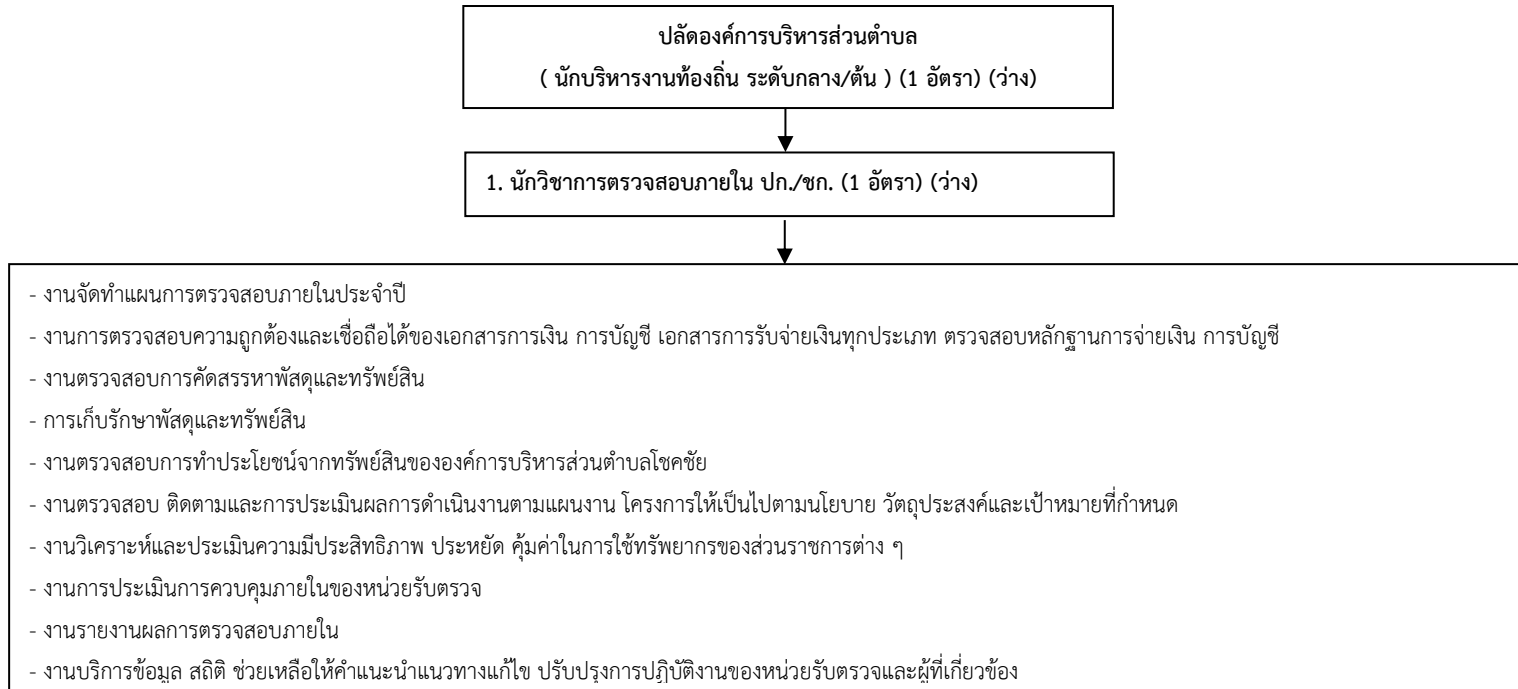 ปลัดองค์การบริหารส่วนตำบล
( นักบริหารงานท้องถิ่น ระดับกลาง/ต้น ) (1 อัตรา) (ว่าง)
1. นักวิชาการตรวจสอบภายใน ปก./ชก. (1 อัตรา) (ว่าง)
- งานจัดทำแผนการตรวจสอบภายในประจำปี
- งานการตรวจสอบความถูกต้องและเชื่อถือได้ของเอกสารการเงิน การบัญชี เอกสารการรับจ่ายเงินทุกประเภท ตรวจสอบหลักฐานการจ่ายเงิน การบัญชี
- งานตรวจสอบการคัดสรรหาพัสดุและทรัพย์สิน
- การเก็บรักษาพัสดุและทรัพย์สิน
- งานตรวจสอบการทำประโยชน์จากทรัพย์สินขององค์การบริหารส่วนตำบลโชคชัย
- งานตรวจสอบ ติดตามและการประเมินผลการดำเนินงานตามแผนงาน โครงการให้เป็นไปตามนโยบาย วัตถุประสงค์และเป้าหมายที่กำหนด
- งานวิเคราะห์และประเมินความมีประสิทธิภาพ ประหยัด คุ้มค่าในการใช้ทรัพยากรของส่วนราชการต่าง ๆ
- งานการประเมินการควบคุมภายในของหน่วยรับตรวจ
- งานรายงานผลการตรวจสอบภายใน
- งานบริการข้อมูล สถิติ ช่วยเหลือให้คำแนะนำแนวทางแก้ไข ปรับปรุงการปฏิบัติงานของหน่วยรับตรวจและผู้ที่เกี่ยวข้อง